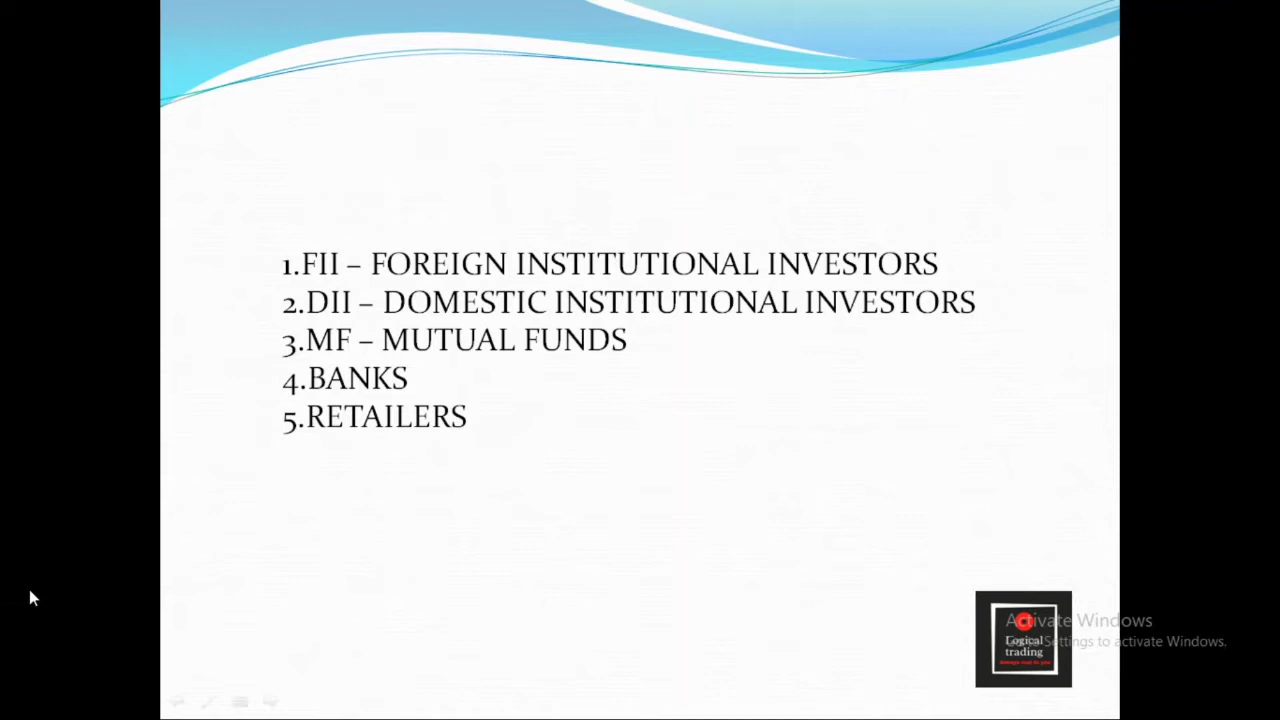 1.FII – FOREIGN INSTITUTIONAL INVESTORS
2.DII – DOMESTIC INSTITUTIONAL INVESTORS
3.MF – MUTUAL FUNDS
4.BANKS
5.RETAILERS
Activate Windows
Settings to activate Windows.
Logical
trading